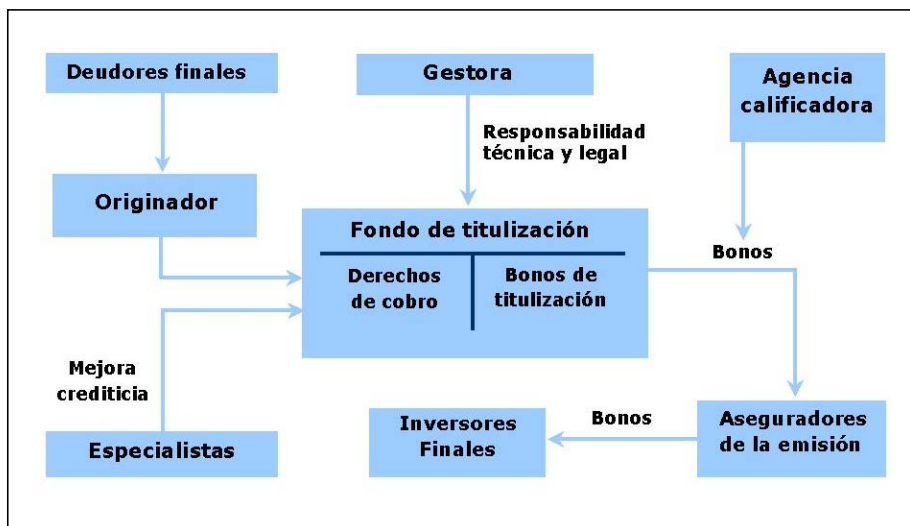 Deudores finales
Gestora
Agencia
calificadora
Responsabilidad
técnica y legal
Originador
Fondo de titulización
Bonos
Derechos
de cobro
Bonos de
titulización
Mejora
crediticia
Inversores
Finales
Bonos
Aseguradores
de la emisión
Especialistas